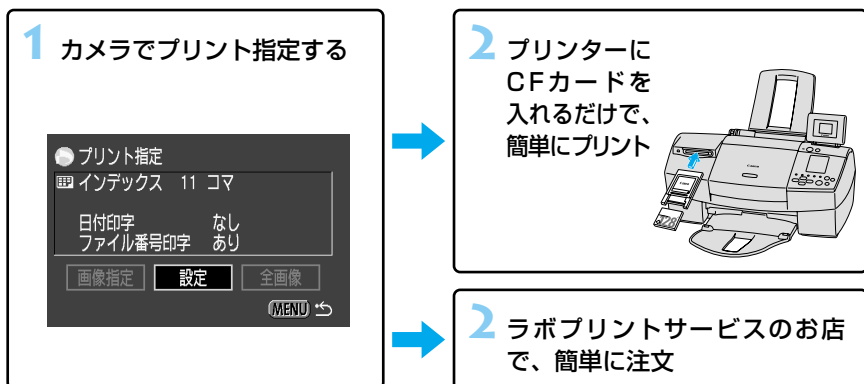 1 カメラでプリント指定する
プリント指定
インデックス 11 コマ
日付印字 なし
ファイル番号印字 あり
画像指定 設定 全画像
MENU
2 プリンターに
CFカードを
入れるだけで、
簡単にプリント
Canon
128
2 ラボプリントサービスのお店
で、簡単に注文